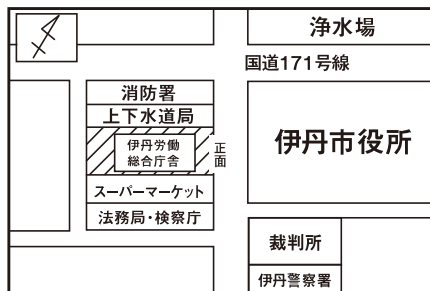 浄水場
国道171号線
消防署
上下水道局
伊丹労働
総合庁舎
正面
伊丹市役所
スーパーマーケット
法務局・検察庁
裁判所
伊丹警察署